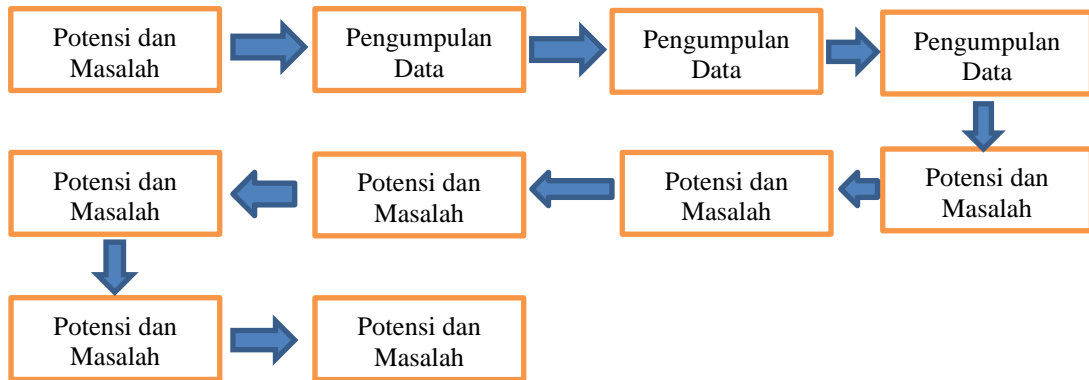 Potensi dan
Masalah
Pengumpulan
Data
Pengumpulan
Data
Pengumpulan
Data
Potensi dan
Masalah
Potensi dan
Masalah
Potensi dan
Masalah
Potensi dan
Masalah
Potensi dan
Masalah
Potensi dan
Masalah